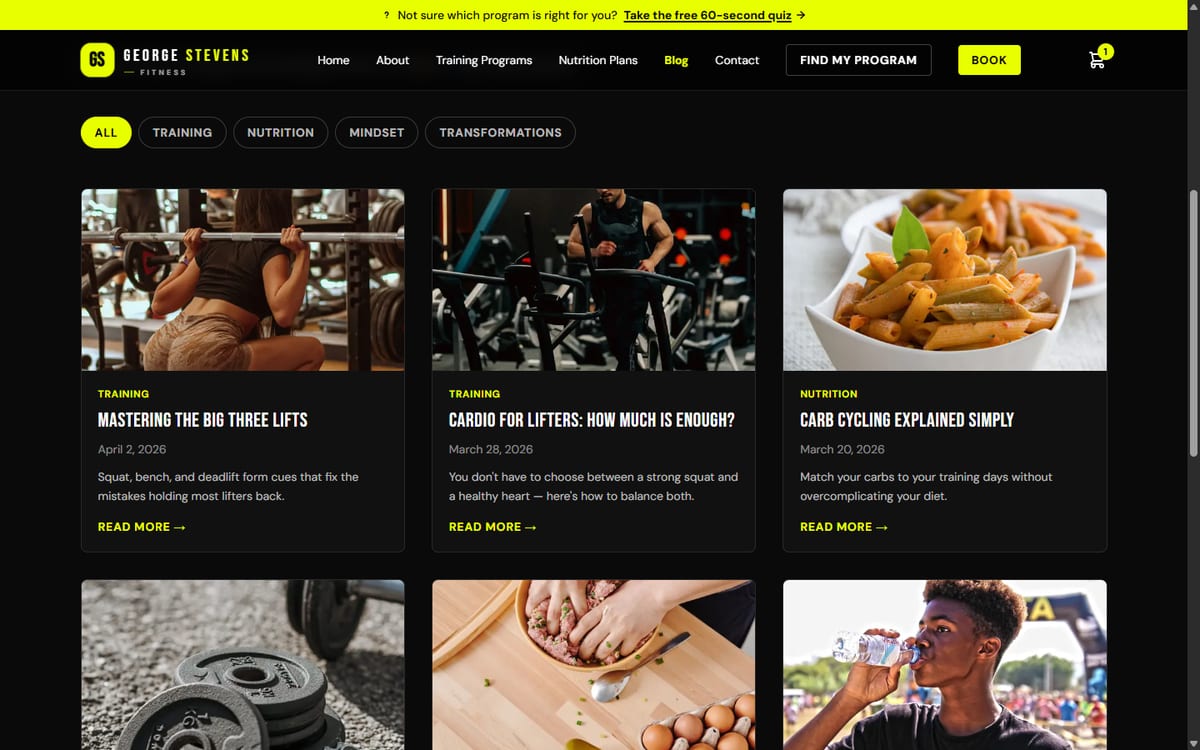 ? Not sure which program is right for you? Take the free 60-second quiz →
GS GEORGE STEVENS
FITNESS
Home About Training Programs Nutrition Plans Blog Contact FIND MY PROGRAM BOOK 1
ALL TRAINING NUTRITION MINDSET TRANSFORMATIONS
TRAINING
MASTERING THE BIG THREE LIFTS
April 2, 2026
Squat, bench, and deadlift form cues that fix the
mistakes holding most lifters back.
READ MORE →
TRAINING
CARDIO FOR LIFTERS: HOW MUCH IS ENOUGH?
March 28, 2026
You don't have to choose between a strong squat and
a healthy heart — here's how to balance both.
READ MORE →
NUTRITION
CARB CYCLING EXPLAINED SIMPLY
March 20, 2026
Match your carbs to your training days without
overcomplicating your diet.
READ MORE →